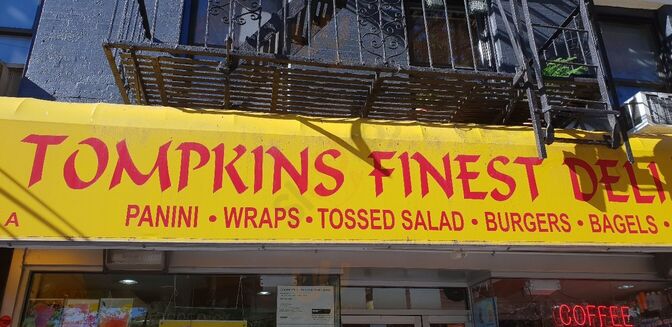 TOMPKINS FINEST DELI
A
PANINI • WRAPS • TOSSED SALAD • BURGERS • BAGELS •
COFFEE